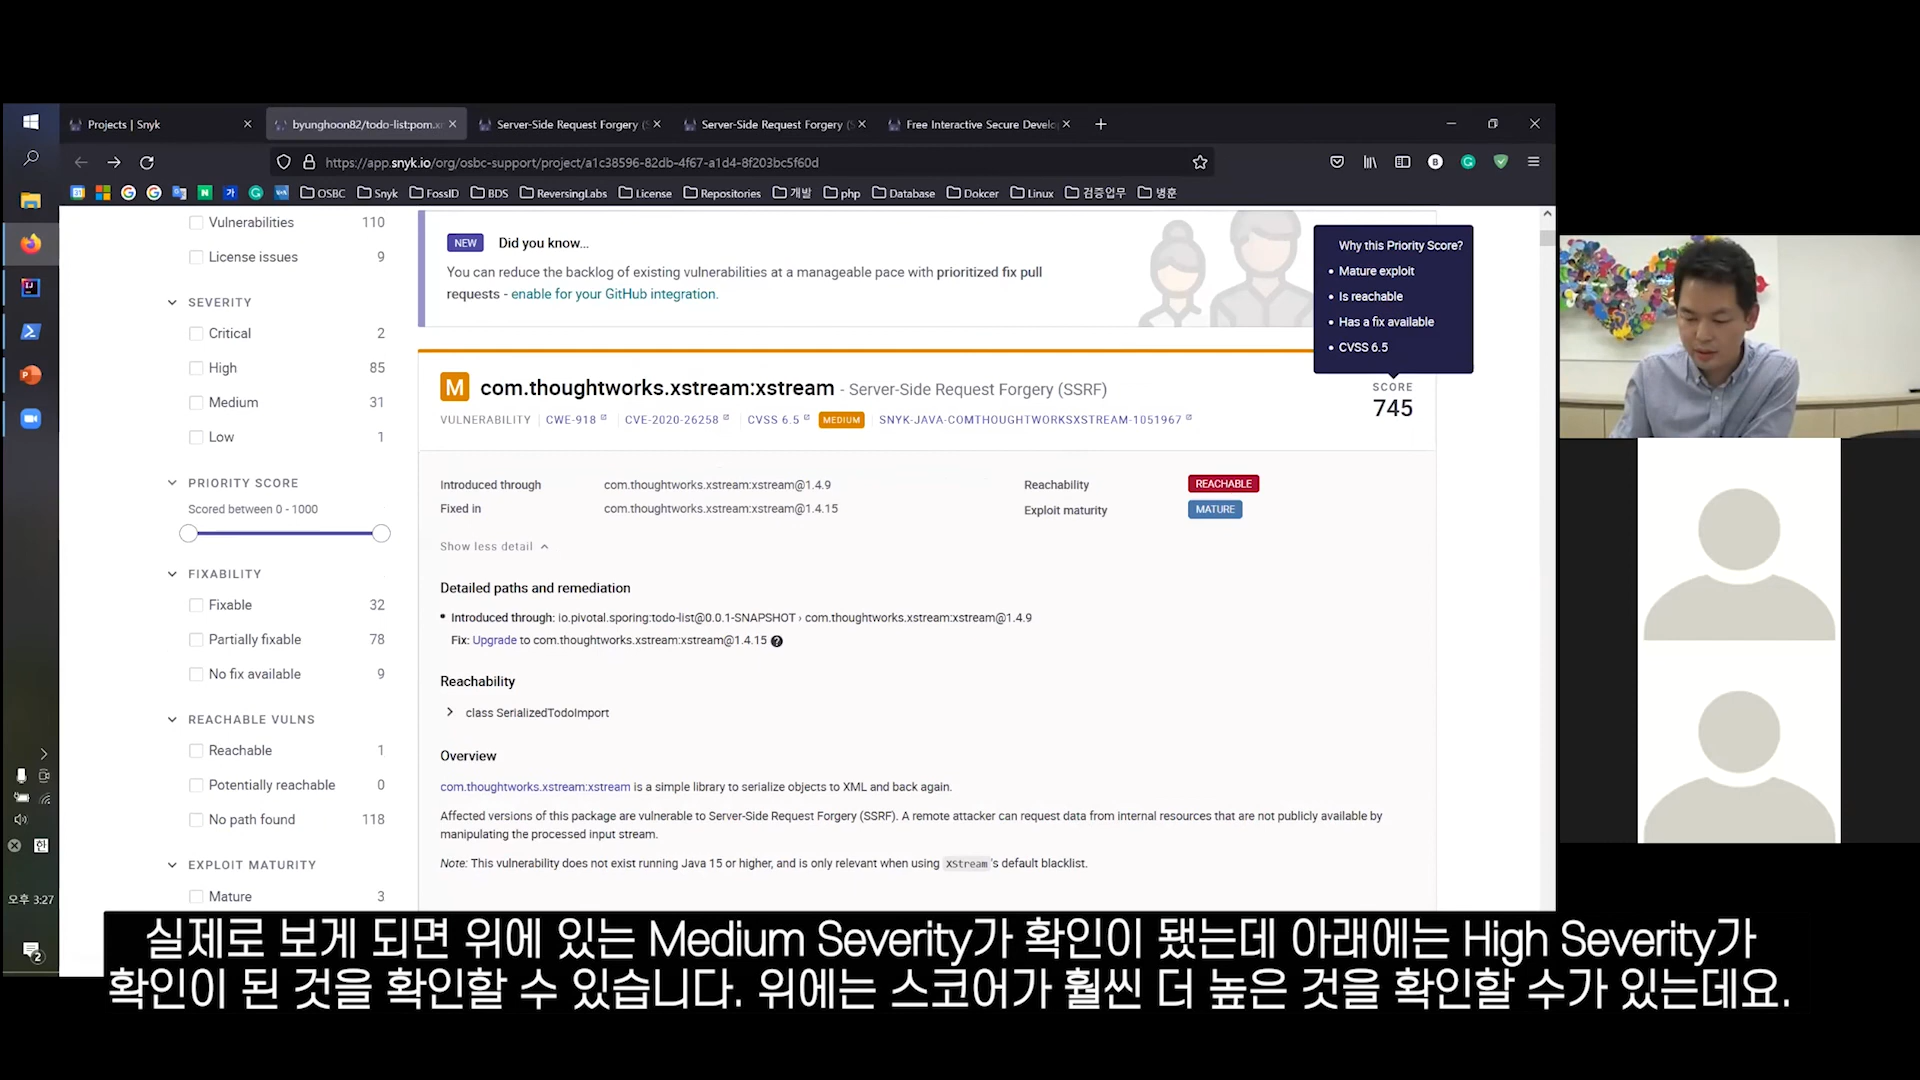 Projects | Snyk
byunghoon82/todo-list:pom.x
Server-Side Request Forgery (
Server-Side Request Forgery (
Free Interactive Secure Develo
https://app.snyk.io/org/osbc-support/project/a1c38596-82db-4f67-a1d4-8f203bc5f60d
OSBC Snyk FossID BDS ReversingLabs License Repositories 개발 php Database Dokcer Linux 검증업무 병훈
Vulnerabilities 110
License issues 9
SEVERITY
Critical 2
High 85
Medium 31
Low 1
PRIORITY SCORE
Scored between 0 - 1000
FIXABILITY
Fixable 32
Partially fixable 78
No fix available 9
REACHABLE VULNS
Reachable 1
Potentially reachable 0
No path found 118
EXPLOIT MATURITY
Mature 3
NEW Did you know...
You can reduce the backlog of existing vulnerabilities at a manageable pace with prioritized fix pull
requests - enable for your GitHub integration.
Why this Priority Score?
• Mature exploit
• Is reachable
• Has a fix available
• CVSS 6.5
SCORE
745
M com.thoughtworks.xstream:xstream - Server-Side Request Forgery (SSRF)
VULNERABILITY CWE-918 CVE-2020-26258 CVSS 6.5 MEDIUM SNYK-JAVA-COMTHOUGHTWORKSXSTREAM-1051967
Introduced through com.thoughtworks.xstream:xstream@1.4.9 Reachability REACHABLE
Fixed in com.thoughtworks.xstream:xstream@1.4.15 Exploit maturity MATURE
Show less detail
Detailed paths and remediation
• Introduced through: io.pivotal.sporing:todo-list@0.0.1-SNAPSHOT › com.thoughtworks.xstream:xstream@1.4.9
Fix: Upgrade to com.thoughtworks.xstream:xstream@1.4.15
Reachability
class SerializedTodoImport
Overview
com.thoughtworks.xstream:xstream is a simple library to serialize objects to XML and back again.
Affected versions of this package are vulnerable to Server-Side Request Forgery (SSRF). A remote attacker can request data from internal resources that are not publicly available by
manipulating the processed input stream.
Note: This vulnerability does not exist running Java 15 or higher, and is only relevant when using XStream's default blacklist.
한
오후 3:27
2
실제로 보게 되면 위에 있는 Medium Severity가 확인이 됐는데 아래에는 High Severity가
확인이 된 것을 확인할 수 있습니다. 위에는 스코어가 훨씬 더 높은 것을 확인할 수가 있는데요.